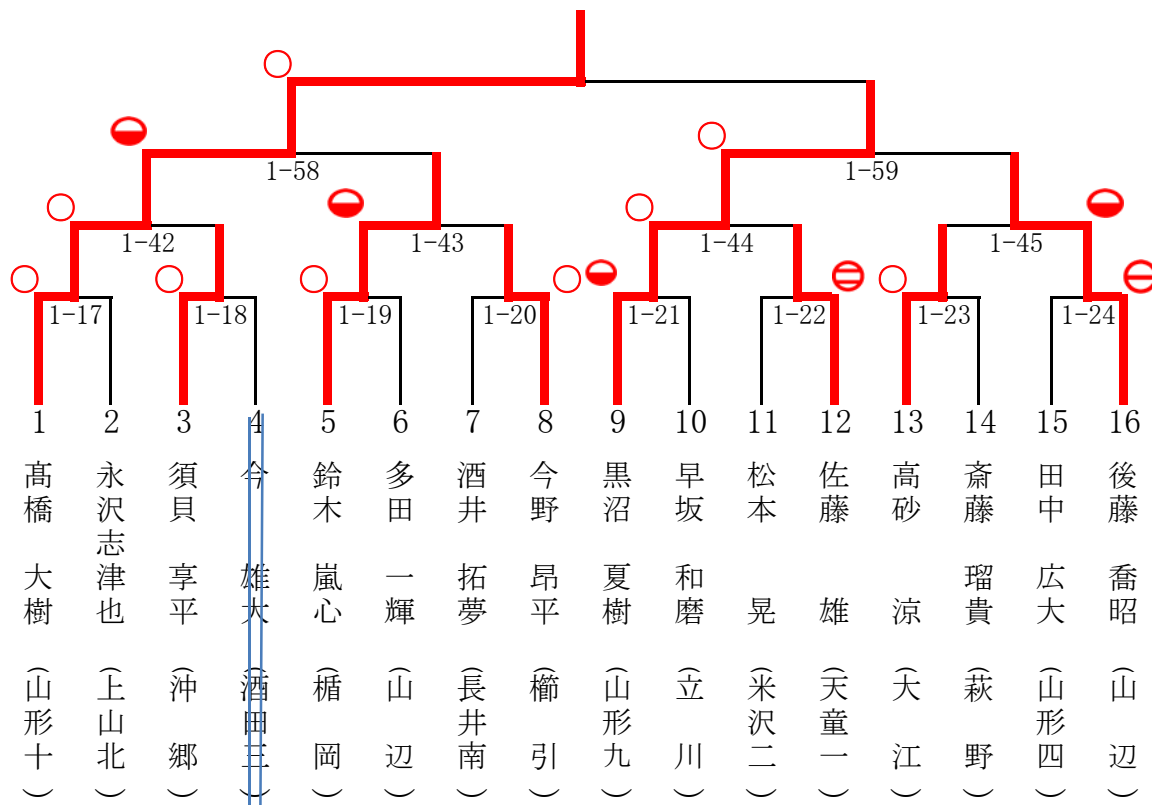 1-58
1-59
1-42
1-43
1-44
1-45
1-17
1-18
1-19
1-20
1-21
1-22
1-23
1-24
1
2
3
4
5
6
7
8
9
10
11
12
13
14
15
16
髙橋 大樹 (山形十)
永沢志津也 (上山北)
須貝 享平 (沖郷)
今 雄大 (酒田三)
鈴木 嵐心 (楯岡)
多田 一輝 (山辺)
酒井 拓夢 (長井南)
今野 昂平 (櫛引)
黒沼 夏樹 (山形九)
早坂 和磨 (立川)
松本 晃 (米沢二)
佐藤 雄 (天童一)
高砂 涼 (大江)
斎藤 瑠貴 (萩野)
田中 広大 (山形四)
後藤 喬昭 (山辺)